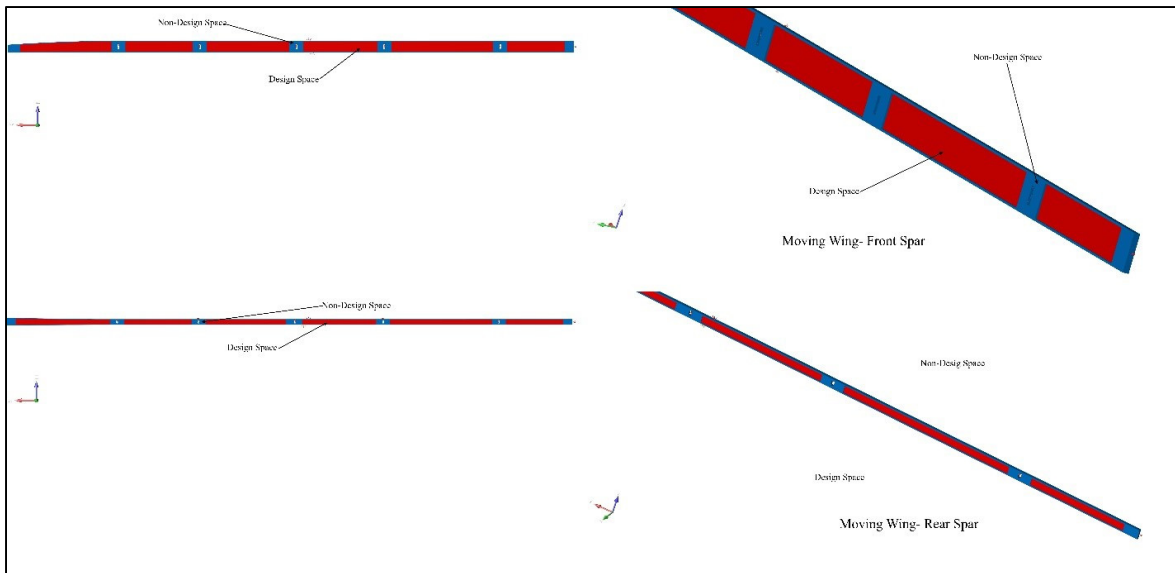 Non-Design Space
Design Space
Non-Design Space
Design Space
Moving Wing- Front Spar
Non-Design Space
Design Space
Non-Desig Space
Design Space
Moving Wing- Rear Spar